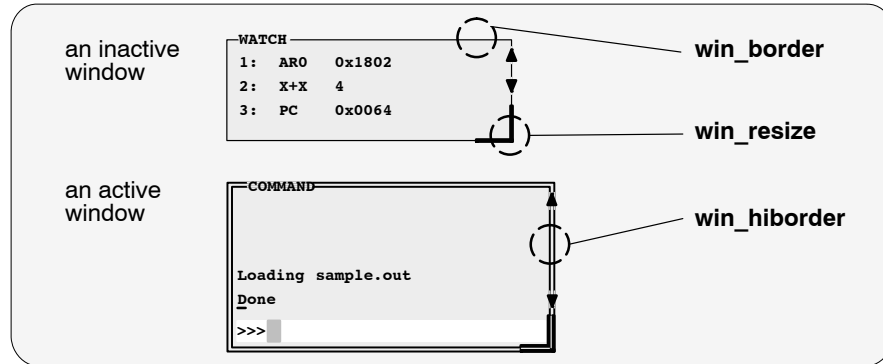 an inactive
window
WATCH
1: AR0 0x1802
2: X+X 4
3: PC 0x0064
win_border
win_resize
an active
window
COMMAND
Loading sample.out
Done
>>>
win_hiborder